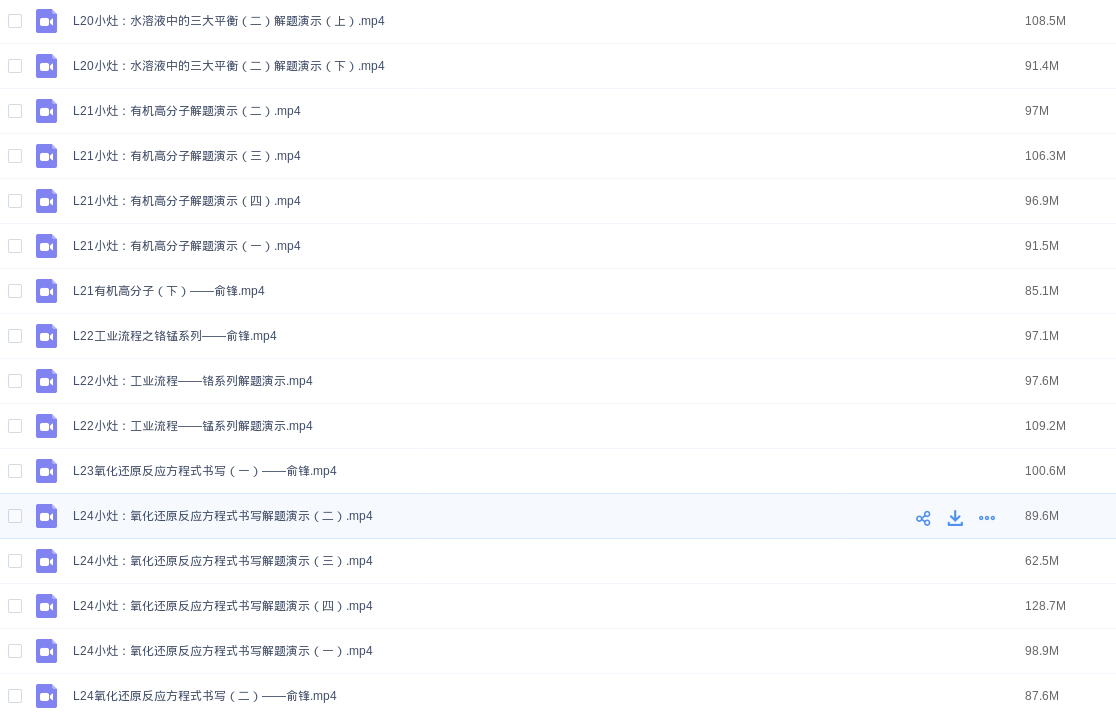 L20小灶：水溶液中的三大平衡（二）解题演示（上）.mp4 108.5M
L20小灶：水溶液中的三大平衡（二）解题演示（下）.mp4 91.4M
L21小灶：有机高分子解题演示（二）.mp4 97M
L21小灶：有机高分子解题演示（三）.mp4 106.3M
L21小灶：有机高分子解题演示（四）.mp4 96.9M
L21小灶：有机高分子解题演示（一）.mp4 91.5M
L21有机高分子（下）——俞锋.mp4 85.1M
L22工业流程之铬锰系列——俞锋.mp4 97.1M
L22小灶：工业流程——铬系列解题演示.mp4 97.6M
L22小灶：工业流程——锰系列解题演示.mp4 109.2M
L23氧化还原反应方程式书写（一）——俞锋.mp4 100.6M
L24小灶：氧化还原反应方程式书写解题演示（二）.mp4 89.6M
L24小灶：氧化还原反应方程式书写解题演示（三）.mp4 62.5M
L24小灶：氧化还原反应方程式书写解题演示（四）.mp4 128.7M
L24小灶：氧化还原反应方程式书写解题演示（一）.mp4 98.9M
L24氧化还原反应方程式书写（二）——俞锋.mp4 87.6M